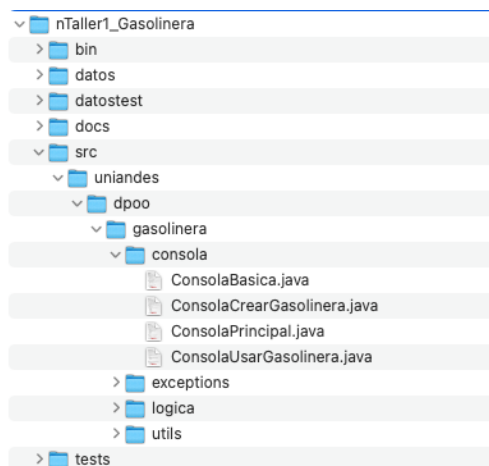 nTaller1_Gasolinera
bin
datos
datostest
docs
src
uniandes
dpoo
gasolinera
consola
ConsolaBasica.java
ConsolaCrearGasolinera.java
ConsolaPrincipal.java
ConsolaUsarGasolinera.java
exceptions
logica
utils
tests